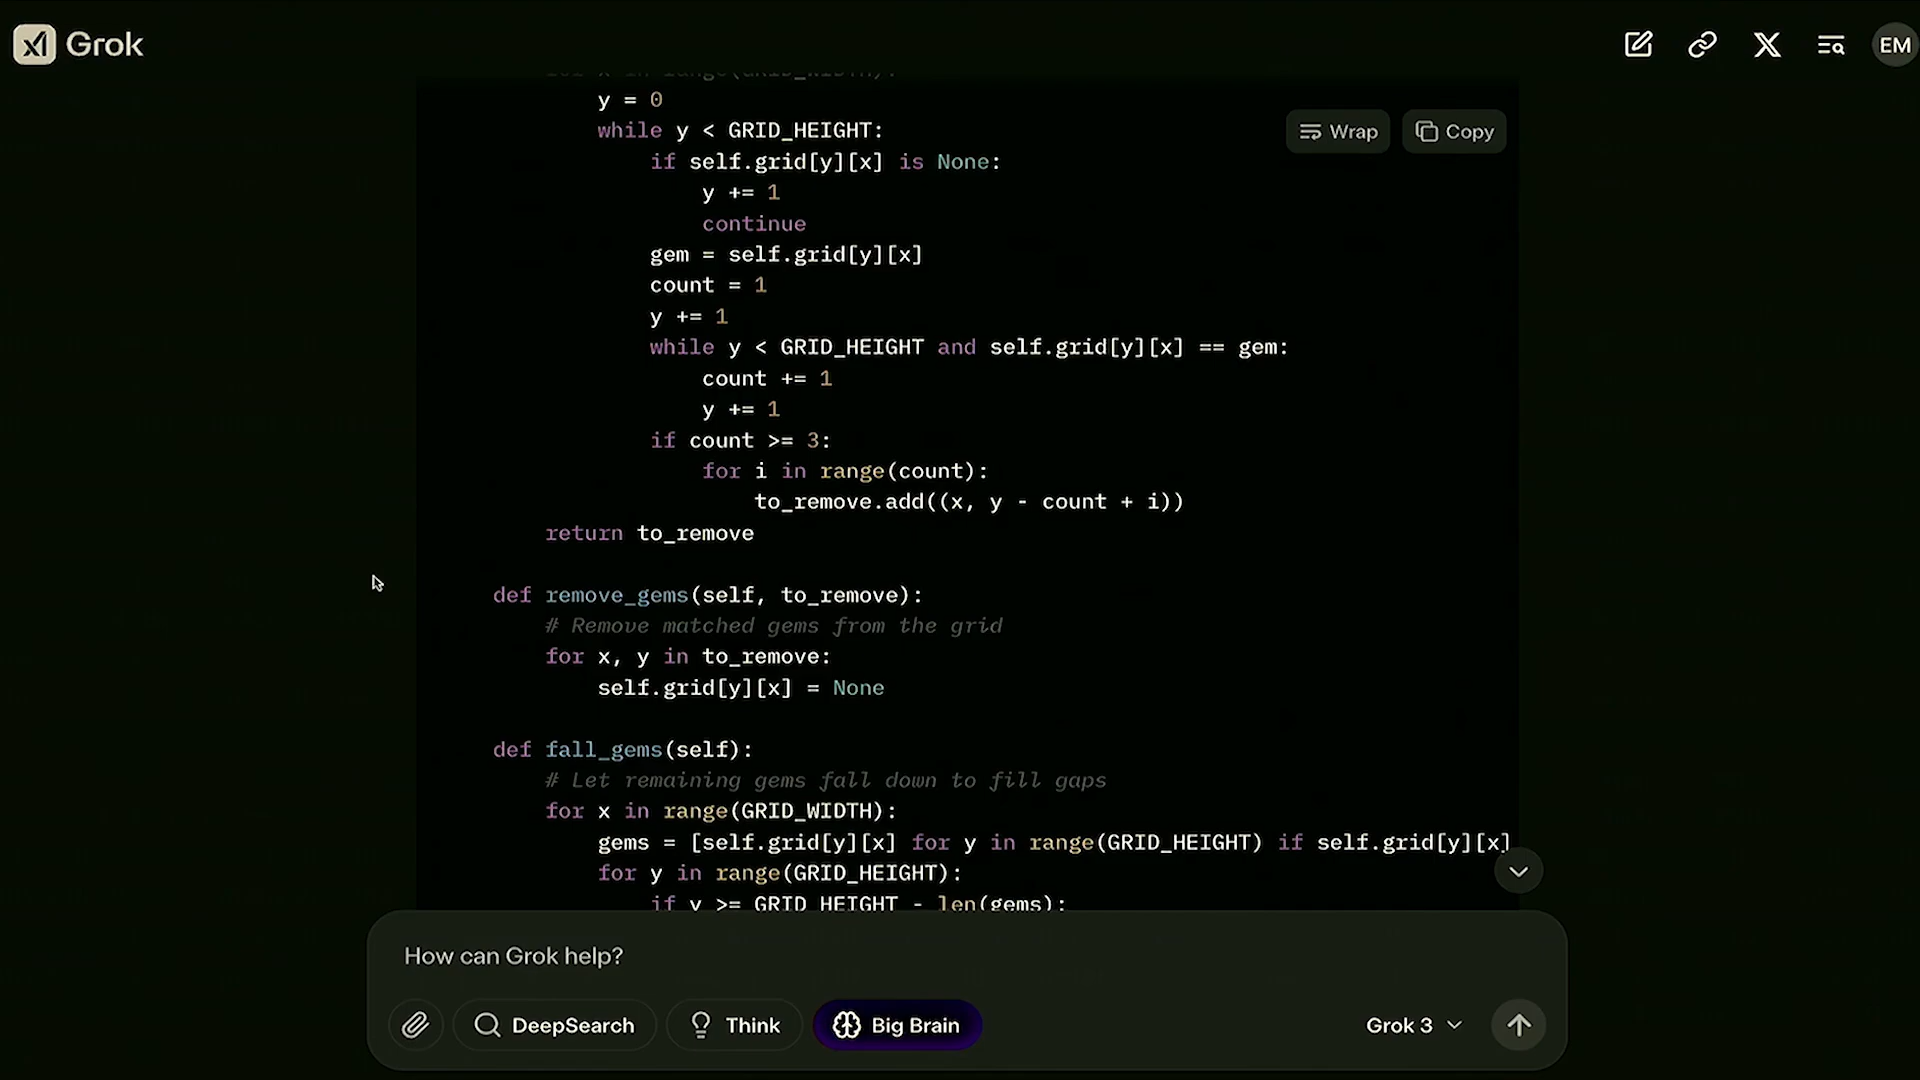 Grok
EM
for x in range(GRID_WIDTH):
y = 0
while y < GRID_HEIGHT:
Wrap
Copy
if self.grid[y][x] is None:
y += 1
continue
gem = self.grid[y][x]
count = 1
y += 1
while y < GRID_HEIGHT and self.grid[y][x] == gem:
count += 1
y += 1
if count >= 3:
for i in range(count):
to_remove.add((x, y - count + i))
return to_remove
def remove_gems(self, to_remove):
# Remove matched gems from the grid
for x, y in to_remove:
self.grid[y][x] = None
def fall_gems(self):
# Let remaining gems fall down to fill gaps
for x in range(GRID_WIDTH):
gems = [self.grid[y][x] for y in range(GRID_HEIGHT) if self.grid[y][x]
for y in range(GRID_HEIGHT):
if y >= GRID_HEIGHT - len(gems):
How can Grok help?
DeepSearch
Think
Big Brain
Grok 3